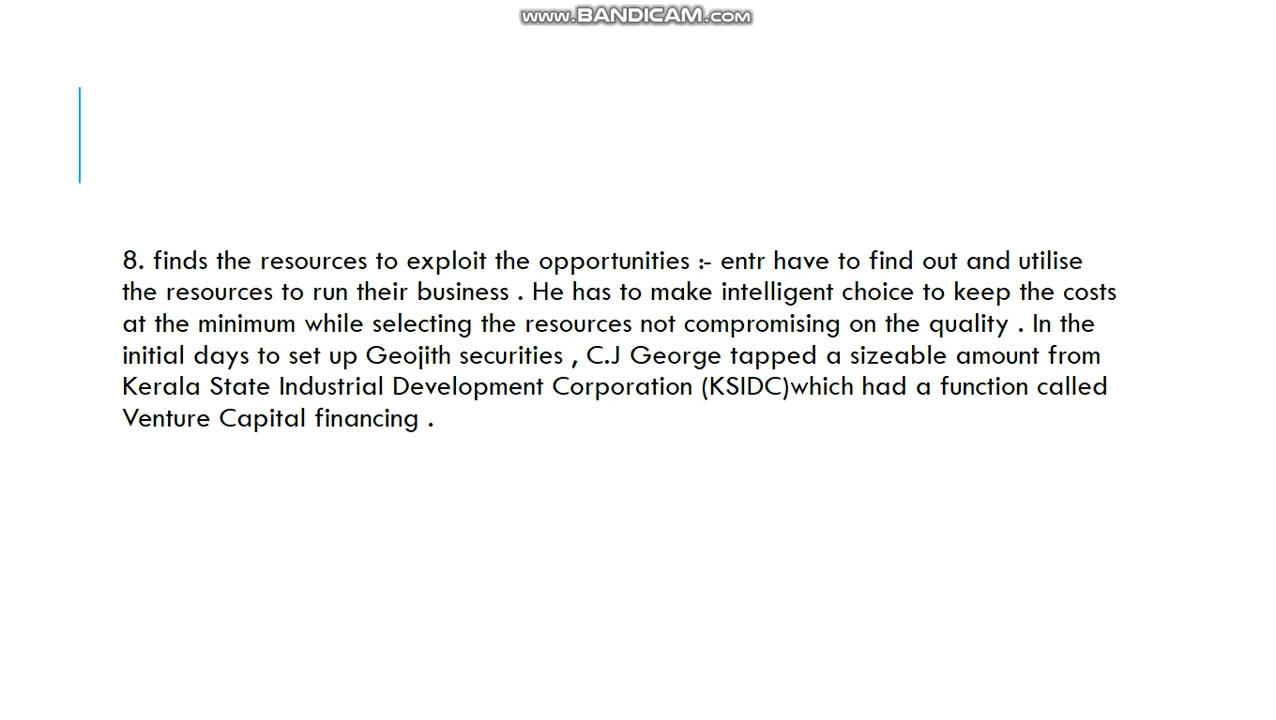 www.BANDICAM.com
8. finds the resources to exploit the opportunities :- entr have to find out and utilise
the resources to run their business . He has to make intelligent choice to keep the costs
at the minimum while selecting the resources not compromising on the quality . In the
initial days to set up Geojith securities , C.J George tapped a sizeable amount from
Kerala State Industrial Development Corporation (KSIDC)which had a function called
Venture Capital financing .